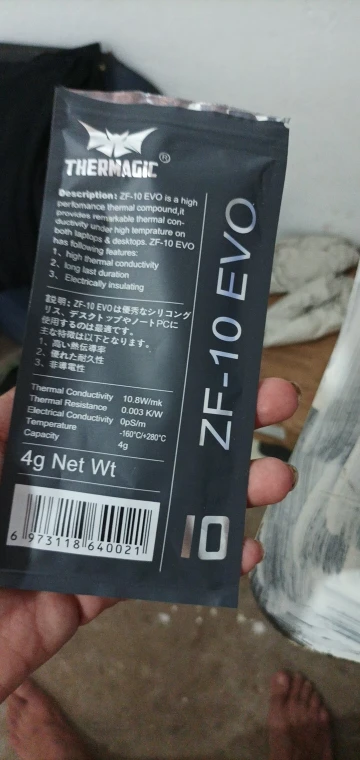 THERMAGIC®
Description: ZF-10 EVO is a high
perfomance thermal compound,it
provides remarkable thermal con-
ductivity under high temprature on
both laptops & desktops. ZF-10 EVO
has following features:
1、high thermal conductivity
2、long last duration
3、Electrically insulating
説明：ZF-10 EVOは優秀なシリコング
リス、デスクトップやノートPCに
使用するのは最適です。
主な特徴は以下となります。
1、高い熱伝導率
2、優れた耐久性
3、非導電性
Thermal Conductivity 10.8W/mk
Thermal Resistance 0.003 K/W
Electrical Conductivity 0pS/m
Temperature -160°C/+280°C
Capacity 4g
4g Net Wt
6 973118 640021
ZF-10 EVO
10